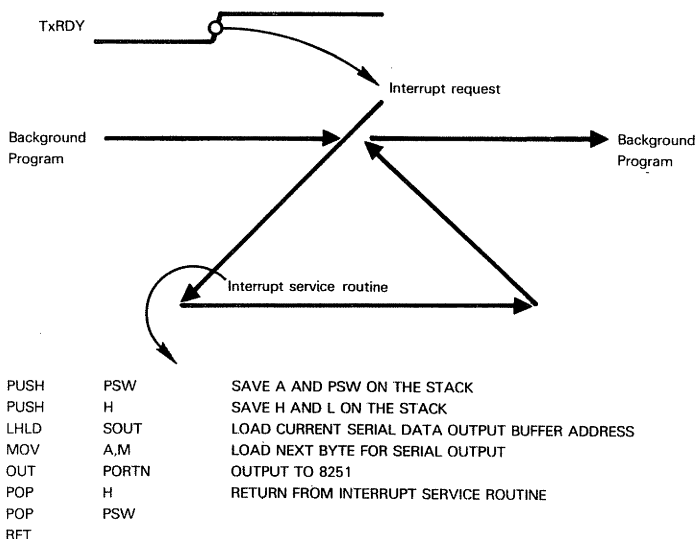 TxRDY
Interrupt request
Background
Program
Background
Program
Interrupt service routine
PUSH PSW SAVE A AND PSW ON THE STACK
PUSH H SAVE H AND L ON THE STACK
LHLD SOUT LOAD CURRENT SERIAL DATA OUTPUT BUFFER ADDRESS
MOV A,M LOAD NEXT BYTE FOR SERIAL OUTPUT
OUT PORTN OUTPUT TO 8251
POP H RETURN FROM INTERRUPT SERVICE ROUTINE
POP PSW
RET